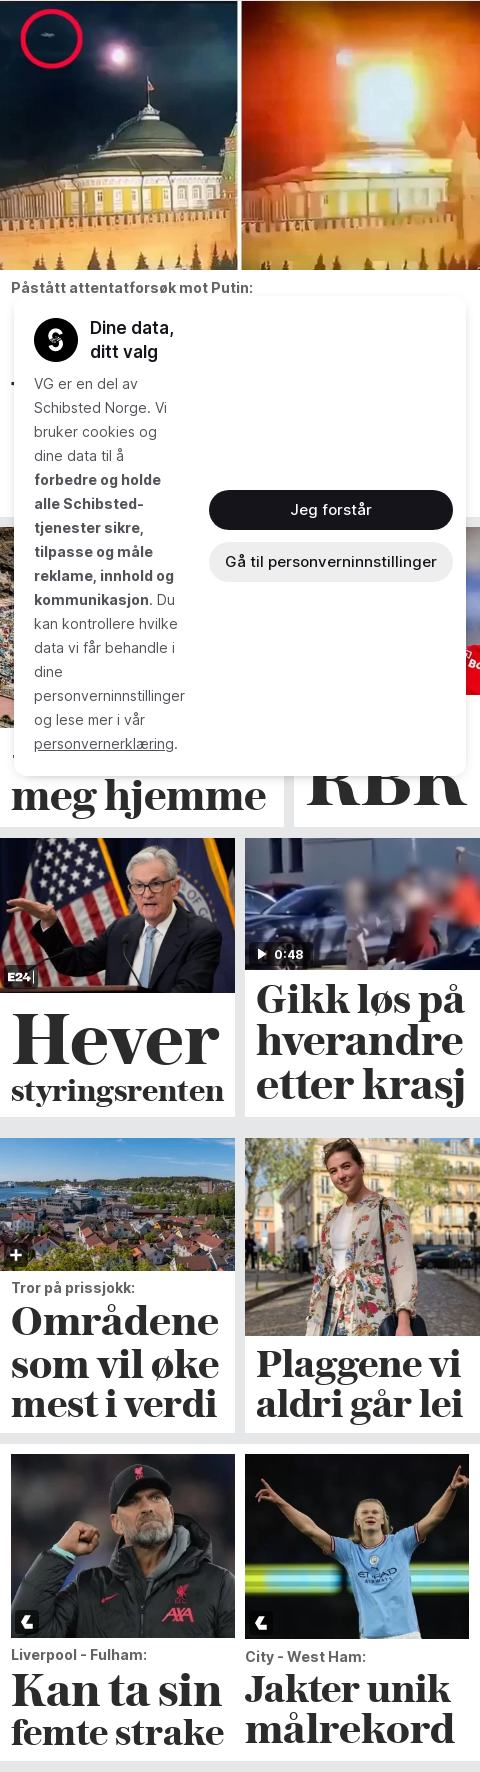 Påstått attentatforsøk mot Putin:
Dine data,
ditt valg
VG er en del av
Schibsted Norge. Vi
bruker cookies og
dine data til å
forbedre og holde
alle Schibsted-
tjenester sikre,
tilpasse og måle
reklame, innhold og
kommunikasjon. Du
kan kontrollere hvilke
data vi får behandle i
dine
personverninnstillinger
og lese mer i vår
personvernerklæring.
Jeg forstår
Gå til personverninnstillinger
meg hjemme
RBK
E24
Hever
styringsrenten
0:48
Gikk løs på
hverandre
etter krasj
Tror på prissjokk:
Områdene
som vil øke
mest i verdi
Plaggene vi
aldri går lei
AXA
Liverpool - Fulham:
Kan ta sin
femte strake
ETIHAD
AIRWAYS
City - West Ham:
Jakter unik
målrekord